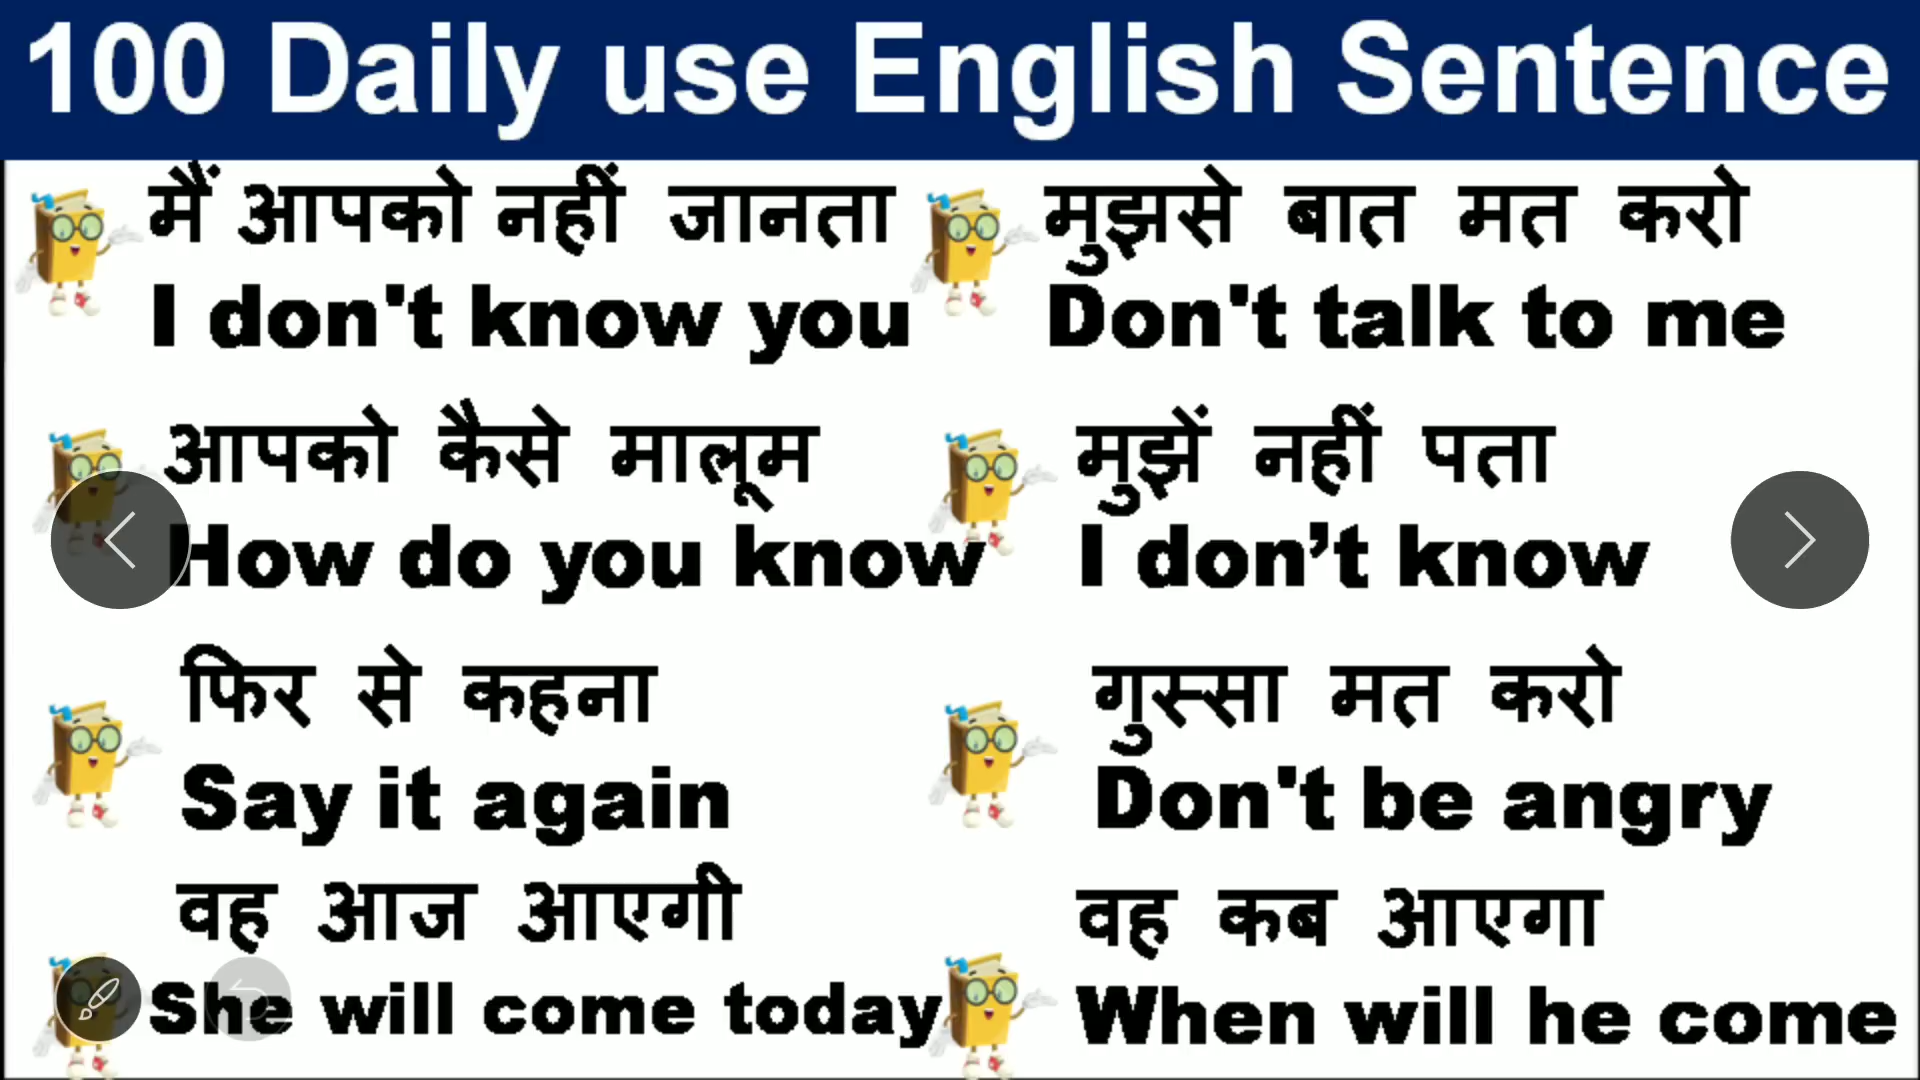 100 Daily use English Sentence
मैं आपको नहीं जानता
I don't know you
मुझसे बात मत करो
Don't talk to me
आपको कैसे मालूम
How do you know
मुझें नहीं पता
I don’t know
फिर से कहना
Say it again
गुस्सा मत करो
Don't be angry
वह आज आएगी
She will come today
वह कब आएगा
When will he come